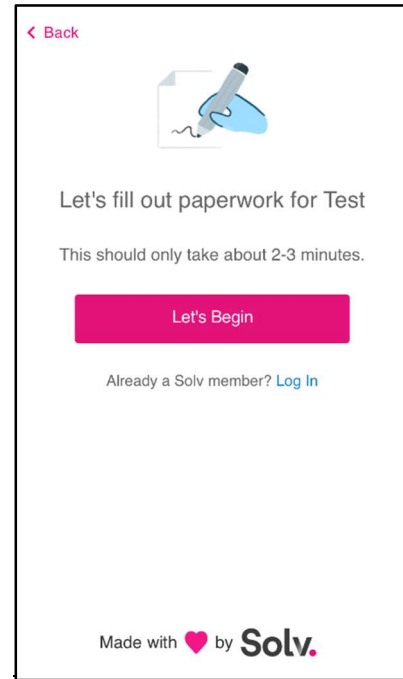 Back
Let's fill out paperwork for Test
This should only take about 2-3 minutes.
Let's Begin
Already a Solv member? Log In
Made with by Solv.